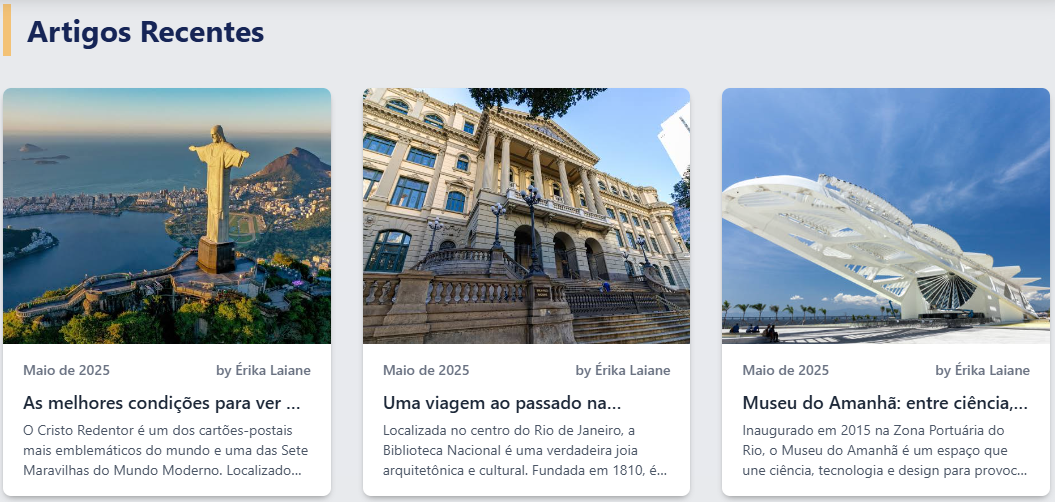 Artigos Recentes
Maio de 2025
by Érika Laiane
As melhores condições para ver ...
O Cristo Redentor é um dos cartões-postais
mais emblemáticos do mundo e uma das Sete
Maravilhas do Mundo Moderno. Localizado...
Maio de 2025
by Érika Laiane
Uma viagem ao passado na...
Localizada no centro do Rio de Janeiro, a
Biblioteca Nacional é uma verdadeira joia
arquitetônica e cultural. Fundada em 1810, é...
Maio de 2025
by Érika Laiane
Museu do Amanhã: entre ciência,...
Inaugurado em 2015 na Zona Portuária do
Rio, o Museu do Amanhã é um espaço que
une ciência, tecnologia e design para provoc...